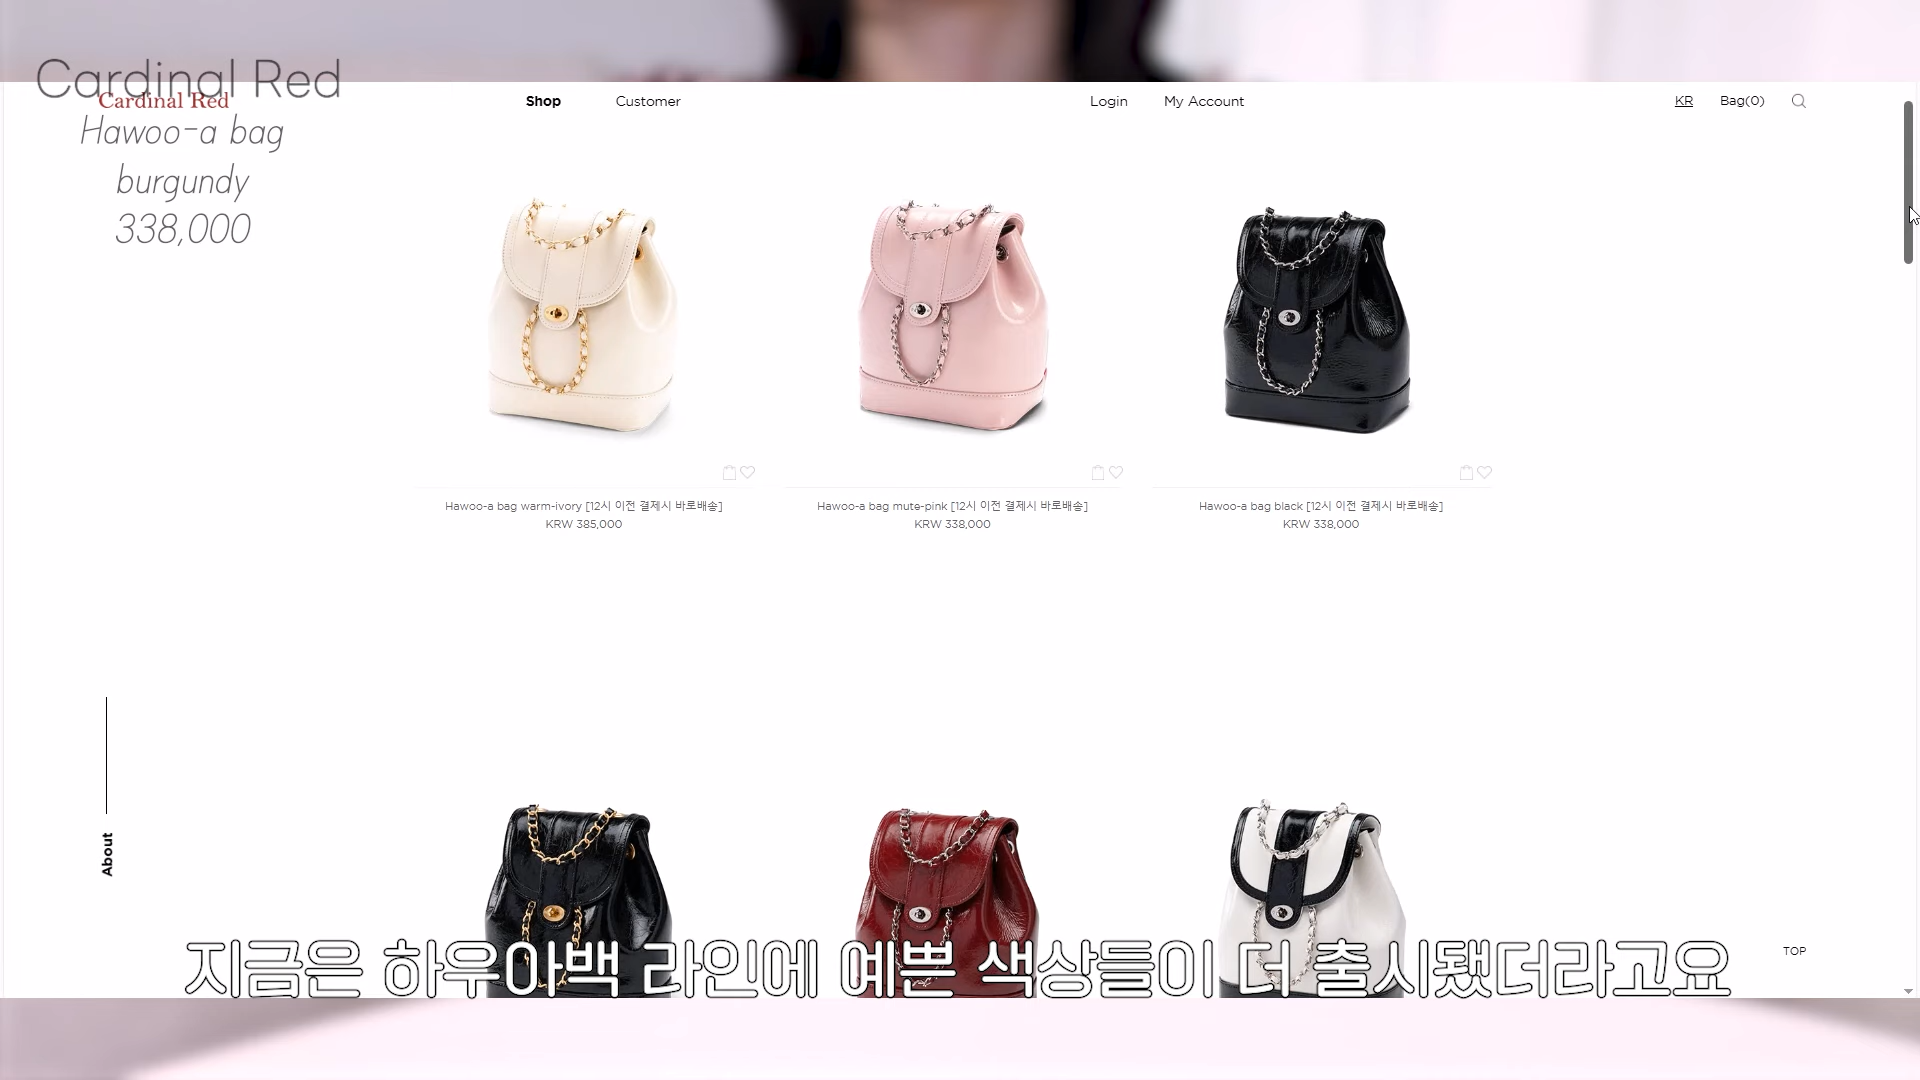 Cardinal Red
Cardinal Red
Shop
Customer
Login
My Account
KR
Bag(0)
Hawoo-a bag
burgundy
338,000
Hawoo-a bag warm-ivory [12시 이전 결제시 바로배송]
KRW 385,000
Hawoo-a bag mute-pink [12시 이전 결제시 바로배송]
KRW 338,000
Hawoo-a bag black [12시 이전 결제시 바로배송]
KRW 338,000
About
TOP
지금은 하우아백 라인에 예쁜 색상들이 더 출시됐더라고요